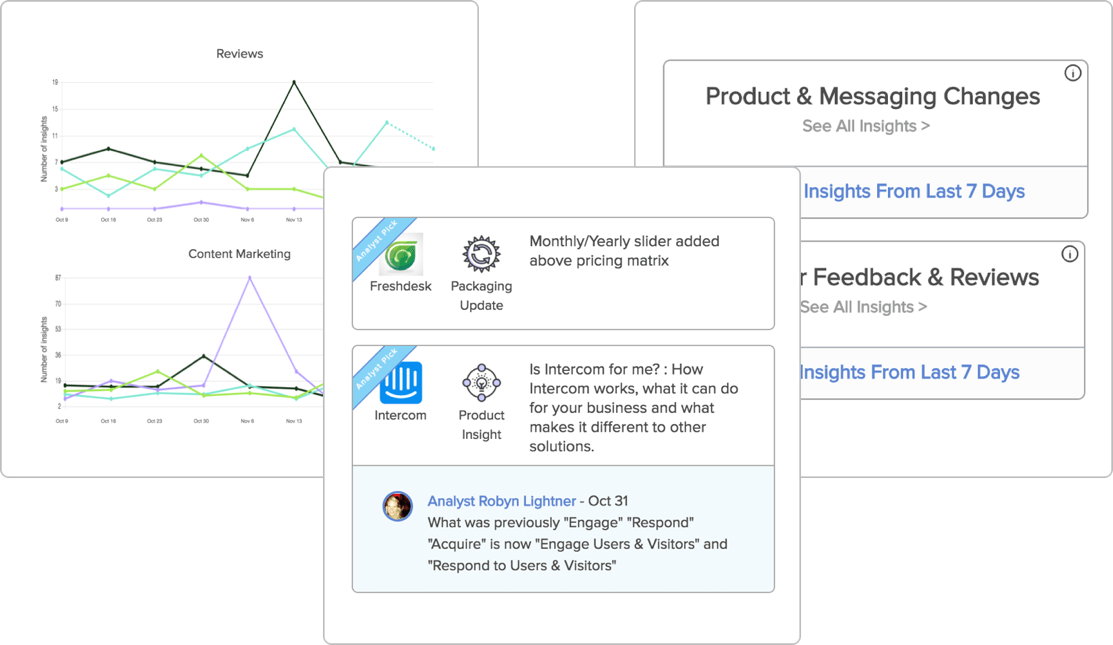 Reviews
Number of insights
19
15
11
7
3
Oct 9
Oct 16
Oct 23
Oct 30
Nov 6
Nov 13
Content Marketing
Number of insights
87
70
53
36
19
2
Oct 9
Oct 16
Oct 23
Oct 30
Nov 6
Nov 13
Analyst Pick
Freshdesk
Packaging
Update
Monthly/Yearly slider added
above pricing matrix
Analyst Pick
Intercom
Product
Insight
Is Intercom for me? : How
Intercom works, what it can do
for your business and what
makes it different to other
solutions.
Analyst Robyn Lightner - Oct 31
What was previously "Engage" "Respond"
"Acquire" is now "Engage Users & Visitors" and
"Respond to Users & Visitors"
Product & Messaging Changes
See All Insights >
Insights From Last 7 Days
r Feedback & Reviews
See All Insights >
Insights From Last 7 Days